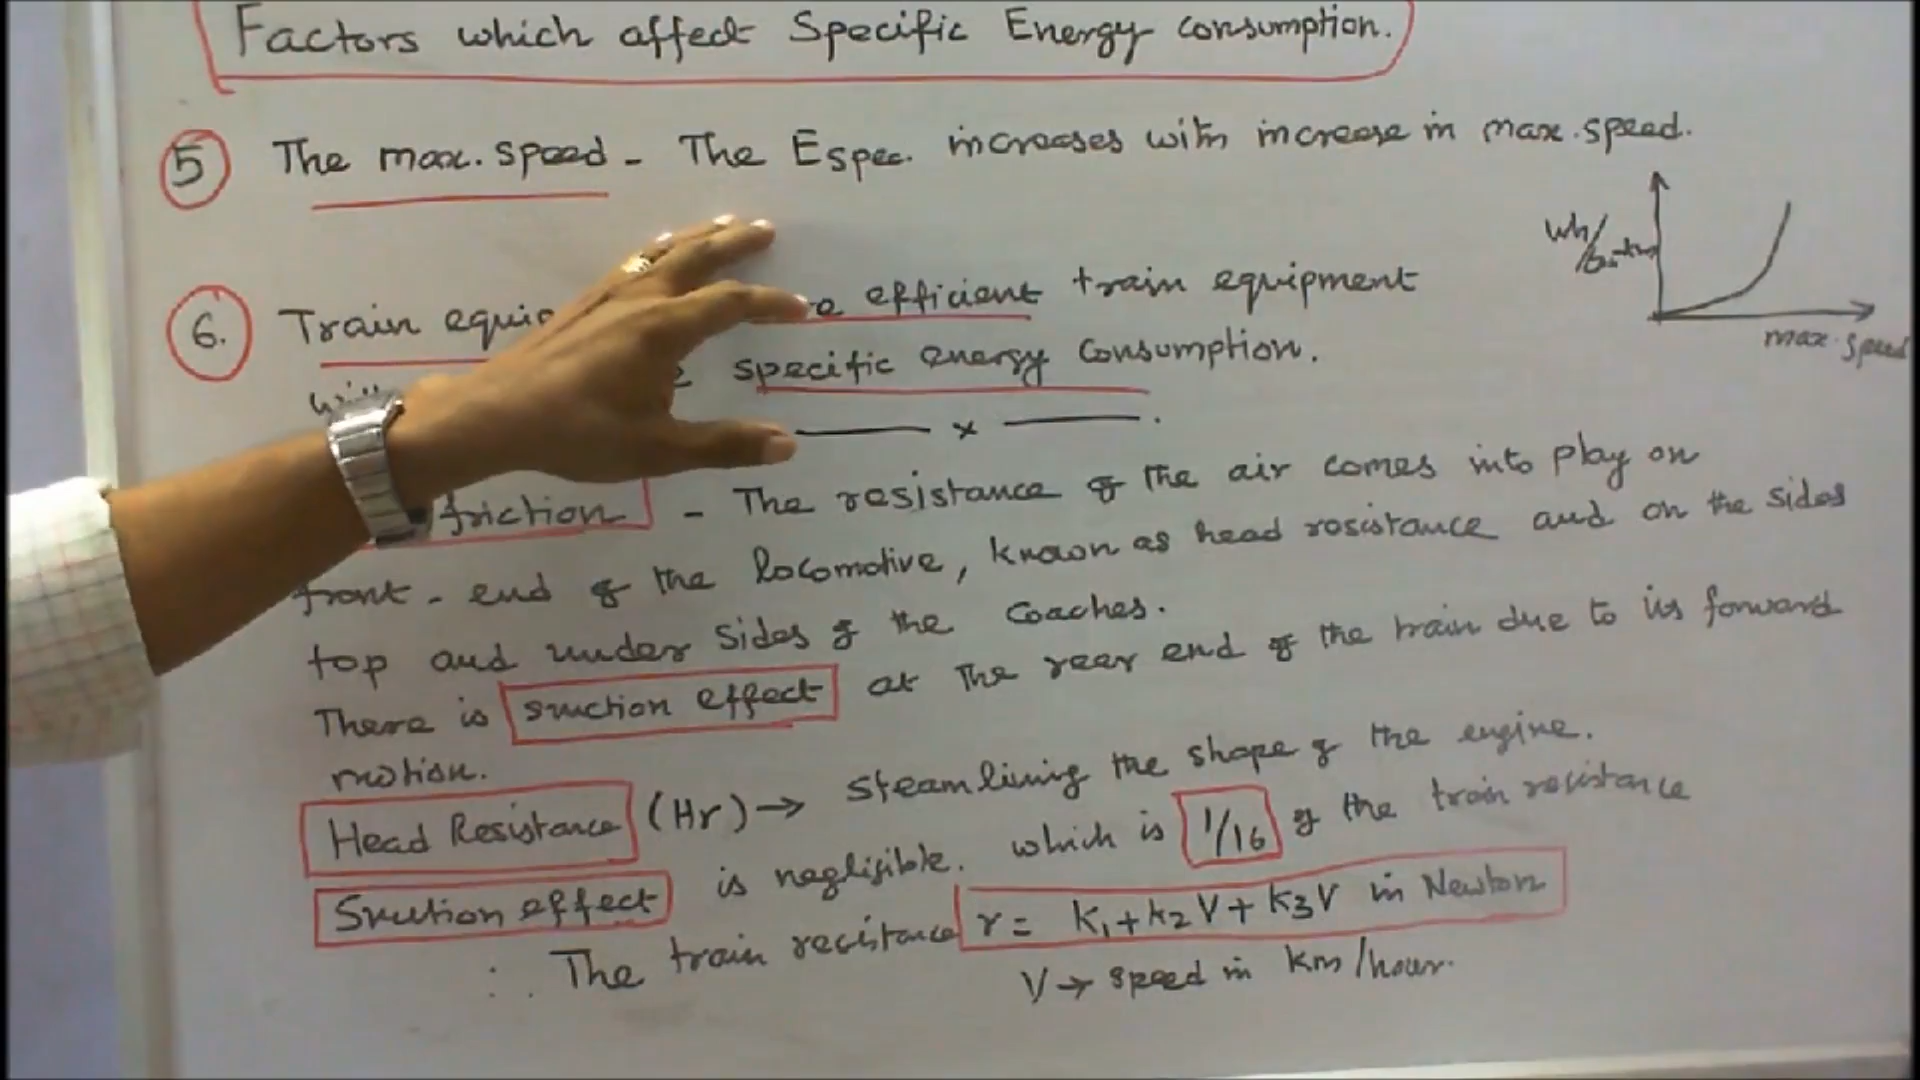 Factors which affect Specific Energy consumption.
5 The max. speed - The Espec. increases with increase in max. speed.
Wh/
max. speed
6. Train equip efficient train equipment
specific energy consumption.
x
friction - The resistance of the air comes into play on
front - end of the locomotive, known as head resistance and on the sides
top and under sides of the coaches.
There is suction effect at the rear end of the train due to its forward
motion.
Head Resistance (Hr) → steamlining the shape of the engine.
Suction effect is negligible. which is 1/16 of the train resistance
∴ The train resistance r = K1 + K2 V + K3 V in Newton
V → speed in km/hour.